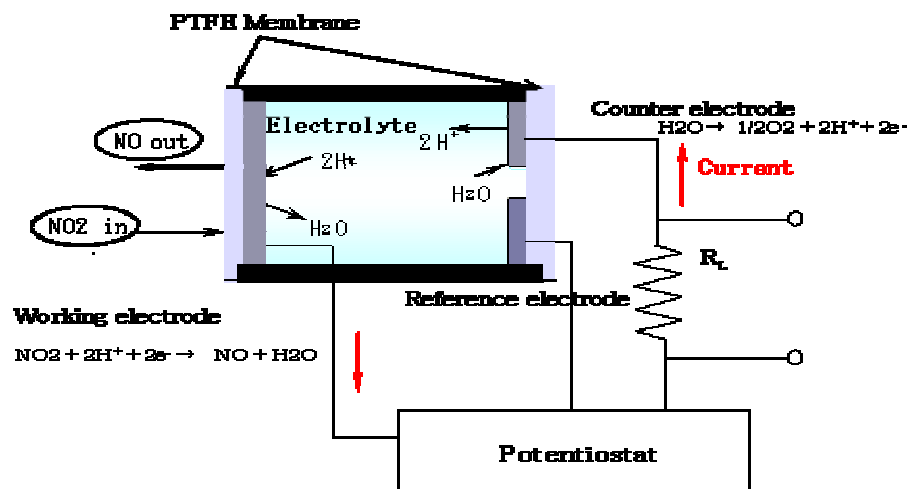 PTFE Membrane
Counter electrode
H2O→ 1/2O2+2H++2e-
Electrolyte
2H+
NO out
2H+
H2O
Current
NO2 in
H2O
RL
Reference electrode
Working electrode
NO2+2H++2e-→ NO+H2O
Potentiostat